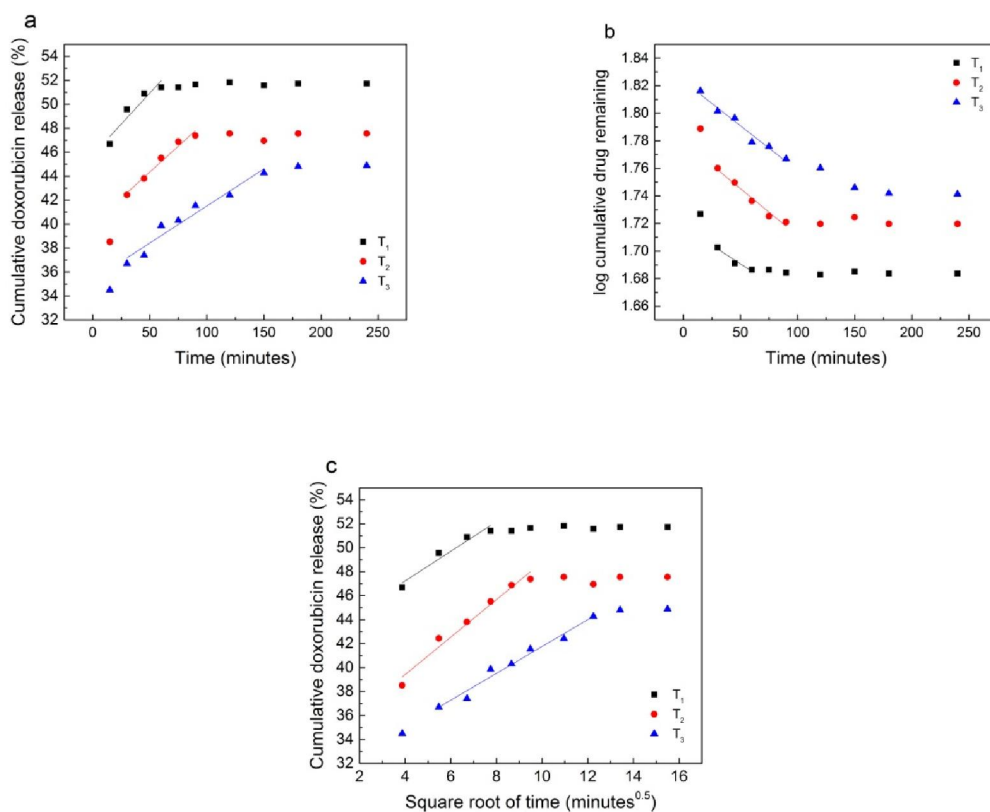 a
Cumulative doxorubicin release (%)
54
52
50
48
46
44
42
40
38
36
34
32
0 50 100 150 200 250
Time (minutes)
T₁
T₂
T₃
b
log cumulative drug remaining
1.84
1.82
1.80
1.78
1.76
1.74
1.72
1.70
1.68
1.66
0 50 100 150 200 250
Time (minutes)
T₁
T₂
T₃
c
Cumulative doxorubicin release (%)
54
52
50
48
46
44
42
40
38
36
34
32
2 4 6 8 10 12 14 16
Square root of time (minutes⁰·⁵)
T₁
T₂
T₃